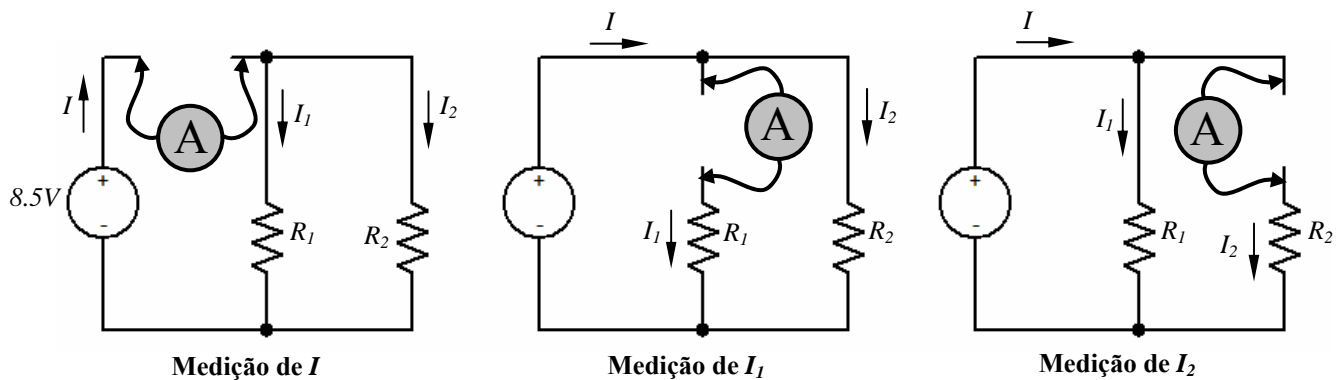 I
A
I1
I2
8.5V
+
-
R1
R2
Medição de I
I
A
I2
+
-
I1
R1
R2
Medição de I1
I
I1
A
+
-
R1
I2
R2
Medição de I2